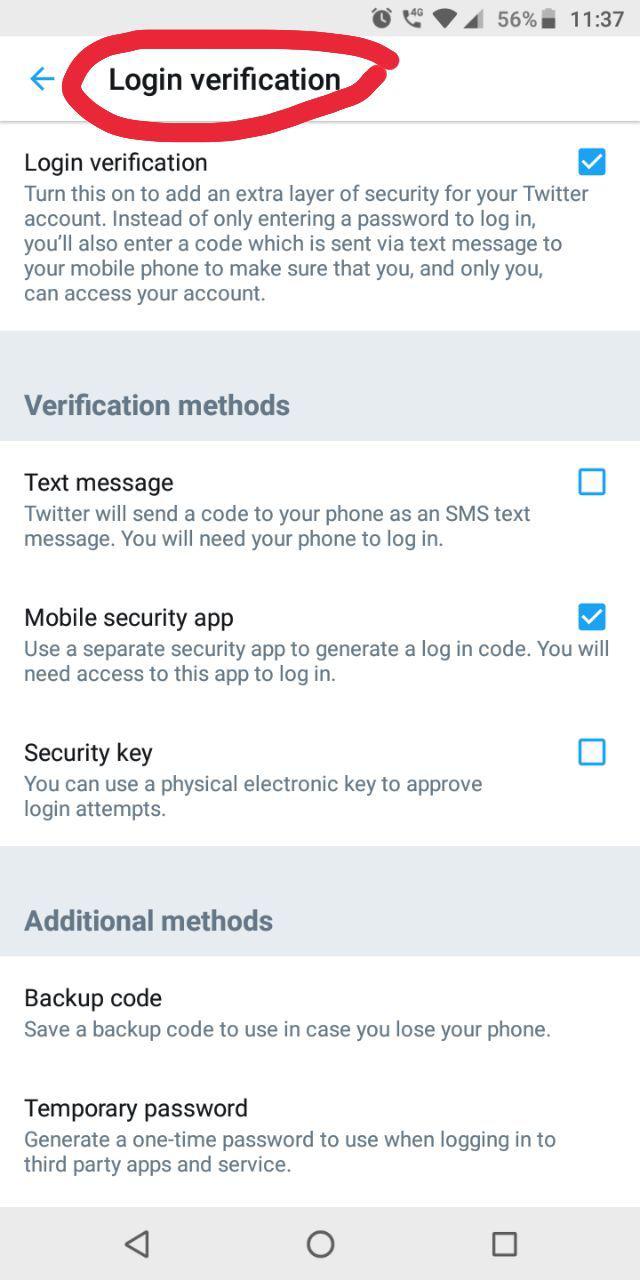 4G 56% 11:37
Login verification
Login verification
Turn this on to add an extra layer of security for your Twitter
account. Instead of only entering a password to log in,
you’ll also enter a code which is sent via text message to
your mobile phone to make sure that you, and only you,
can access your account.
Verification methods
Text message
Twitter will send a code to your phone as an SMS text
message. You will need your phone to log in.
Mobile security app
Use a separate security app to generate a log in code. You will
need access to this app to log in.
Security key
You can use a physical electronic key to approve
login attempts.
Additional methods
Backup code
Save a backup code to use in case you lose your phone.
Temporary password
Generate a one-time password to use when logging in to
third party apps and service.